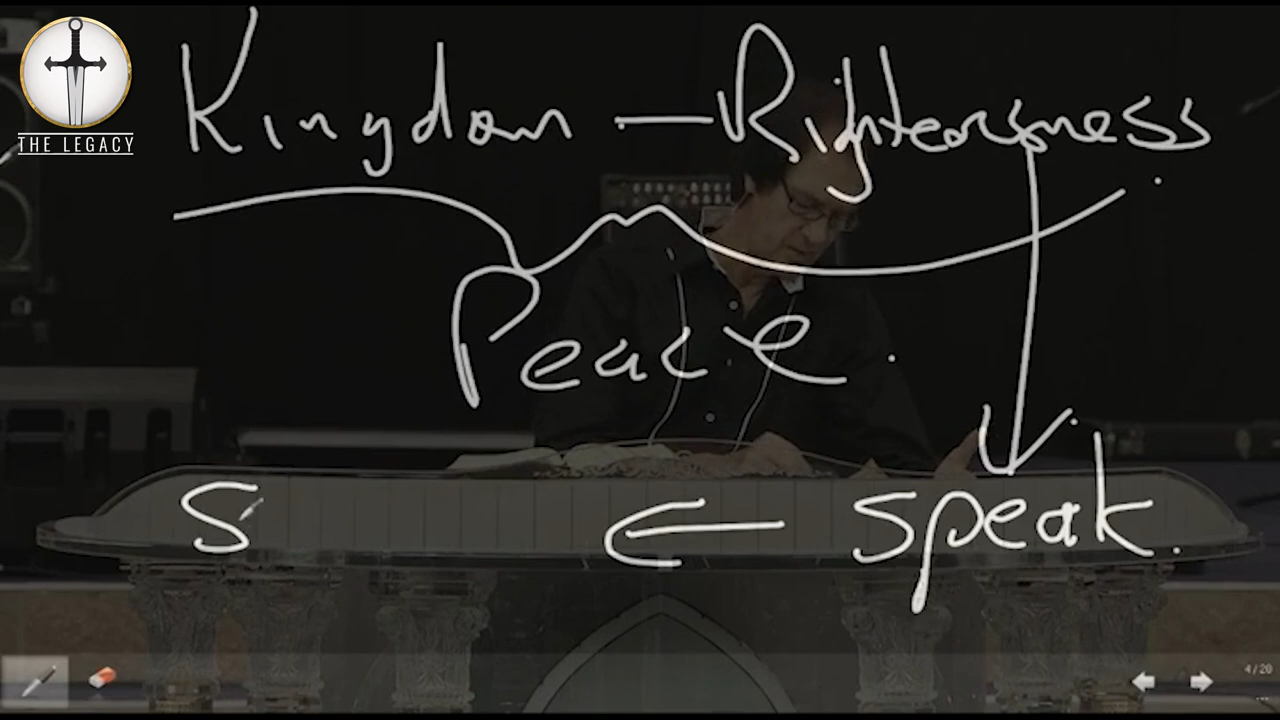 THE LEGACY
Kingdom — Righteousness
Peace.
S ← speak.
4/20